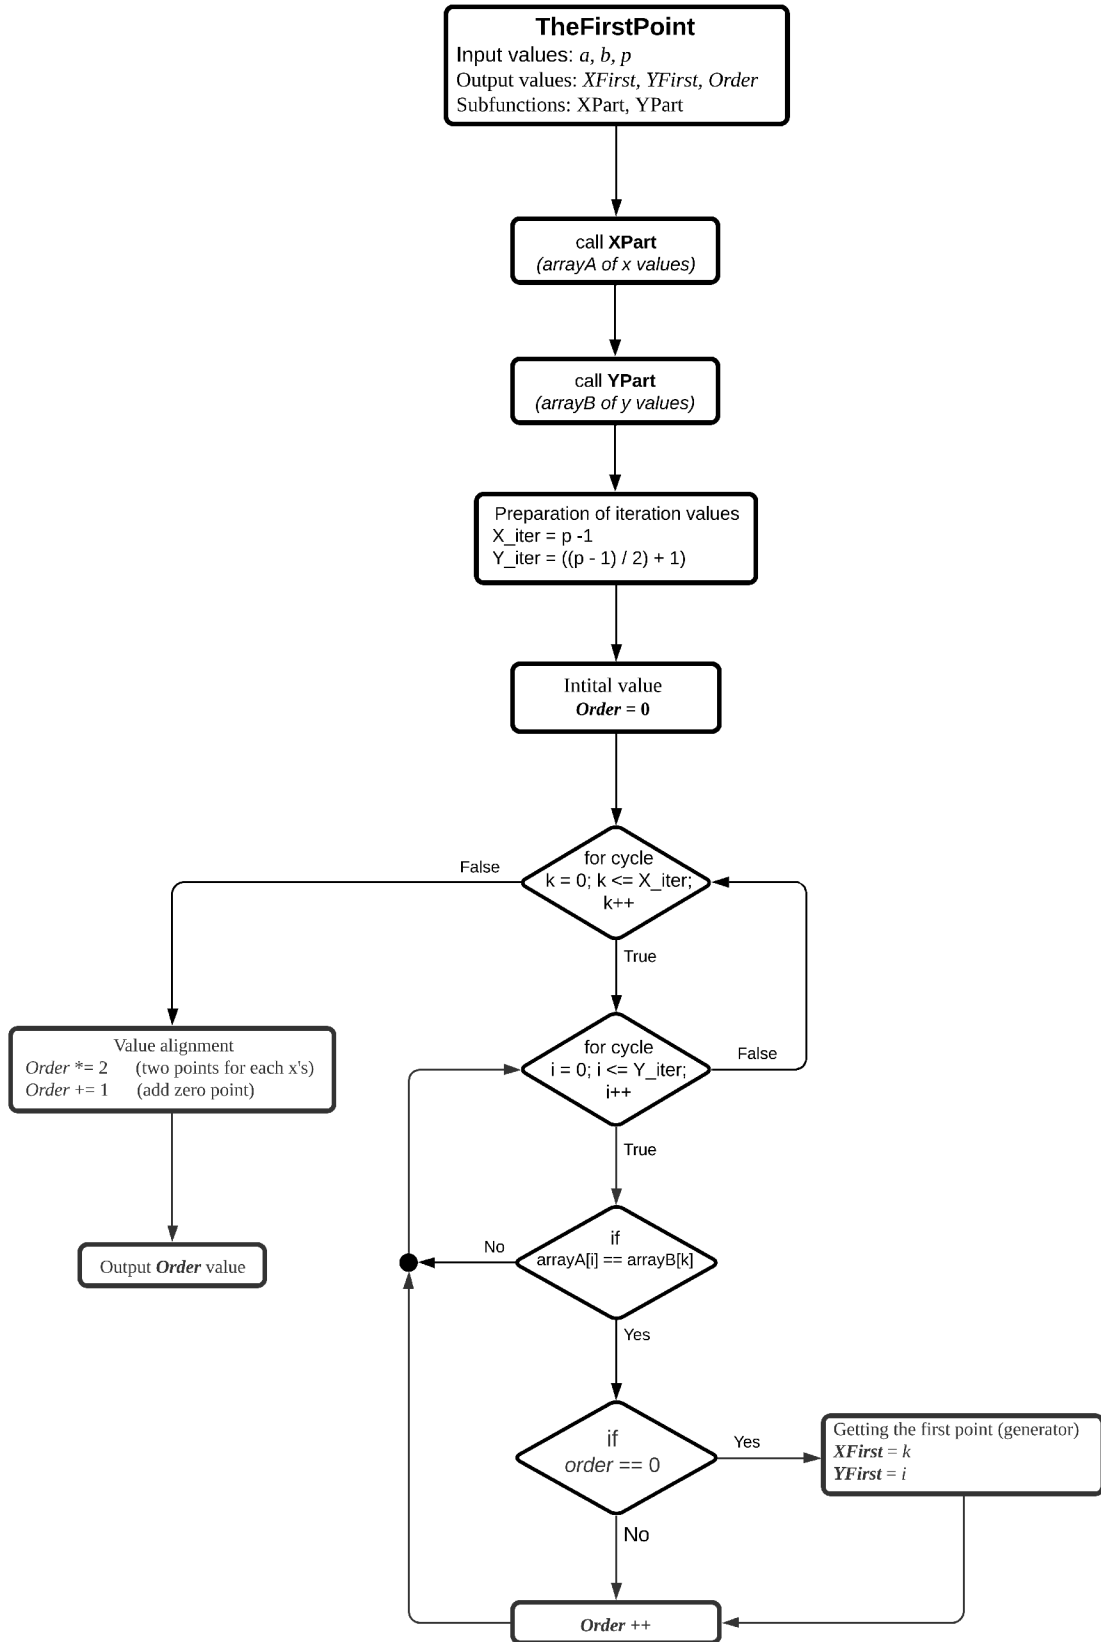 TheFirstPoint
Input values: a, b, p
Output values: XFirst, YFirst, Order
Subfunctions: XPart, YPart
call XPart
(arrayA of x values)
call YPart
(arrayB of y values)
Preparation of iteration values
X_iter = p -1
Y_iter = ((p - 1) / 2) + 1)
Intital value
Order = 0
for cycle
k = 0; k <= X_iter;
k++
False
True
for cycle
i = 0; i <= Y_iter;
i++
False
True
Value alignment
Order *= 2 (two points for each x's)
Order += 1 (add zero point)
Output Order value
if
arrayA[i] == arrayB[k]
No
Yes
if
order == 0
Yes
No
Getting the first point (generator)
XFirst = k
YFirst = i
Order ++